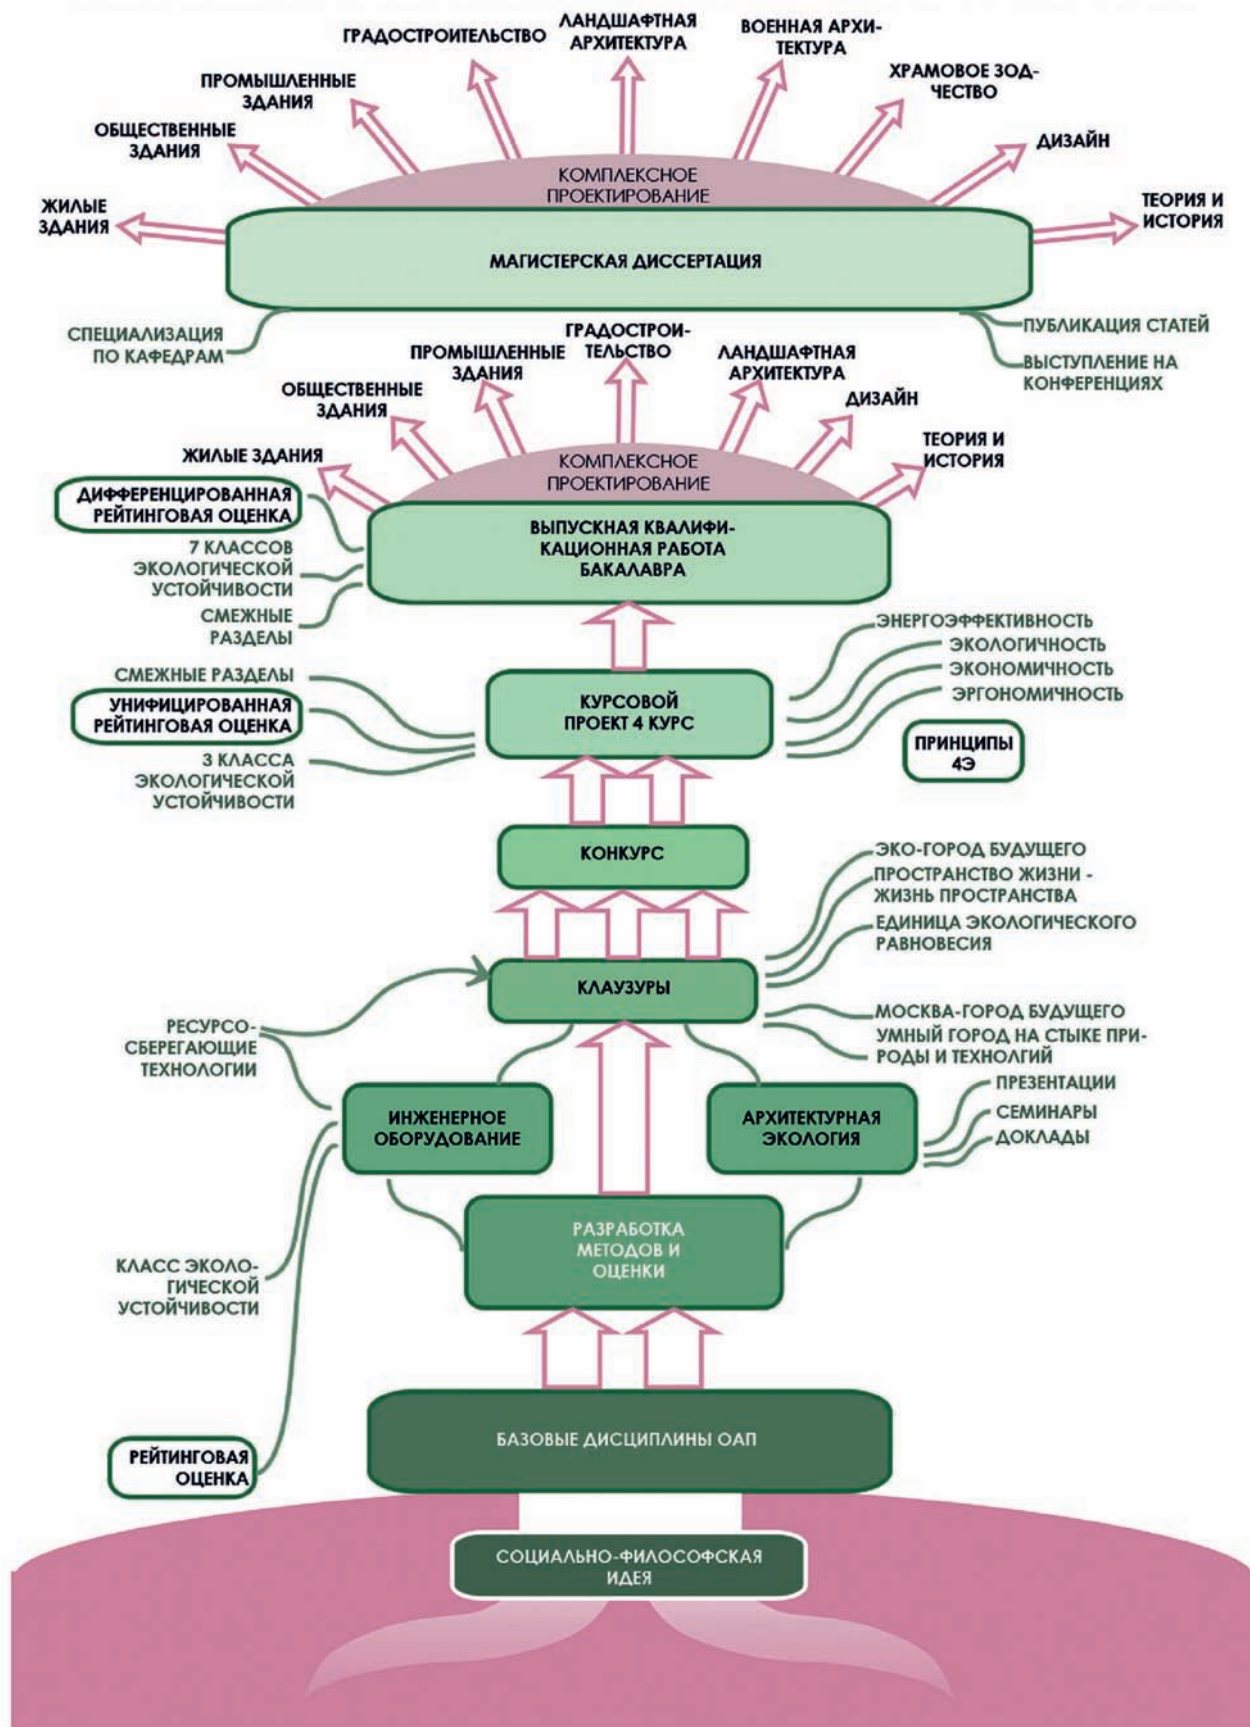 ЛАНДШАФТНАЯ
АРХИТЕКТУРА
ВОЕННАЯ АРХИ-
ТЕКТУРА
ГРАДОСТРОИТЕЛЬСТВО
ХРАМОВОЕ ЗОД-
ЧЕСТВО
ПРОМЫШЛЕННЫЕ
ЗДАНИЯ
ОБЩЕСТВЕННЫЕ
ЗДАНИЯ
ДИЗАЙН
ЖИЛЫЕ
ЗДАНИЯ
ТЕОРИЯ И
ИСТОРИЯ
КОМПЛЕКСНОЕ
ПРОЕКТИРОВАНИЕ
МАГИСТЕРСКАЯ ДИССЕРТАЦИЯ
СПЕЦИАЛИЗАЦИЯ
ПО КАФЕДРАМ
ПУБЛИКАЦИЯ СТАТЕЙ
ВЫСТУПЛЕНИЕ НА
КОНФЕРЕНЦИЯХ
ГРАДОСТРОИ-
ТЕЛЬСТВО
ПРОМЫШЛЕННЫЕ
ЗДАНИЯ
ЛАНДШАФТНАЯ
АРХИТЕКТУРА
ОБЩЕСТВЕННЫЕ
ЗДАНИЯ
ДИЗАЙН
ЖИЛЫЕ ЗДАНИЯ
ТЕОРИЯ И
ИСТОРИЯ
КОМПЛЕКСНОЕ
ПРОЕКТИРОВАНИЕ
ДИФФЕРЕНЦИРОВАННАЯ
РЕЙТИНГОВАЯ ОЦЕНКА
ВЫПУСКНАЯ КВАЛИФИ-
КАЦИОННАЯ РАБОТА
БАКАЛАВРА
7 КЛАССОВ
ЭКОЛОГИЧЕСКОЙ
УСТОЙЧИВОСТИ
СМЕЖНЫЕ
РАЗДЕЛЫ
ЭНЕРГОЭФФЕКТИВНОСТЬ
ЭКОЛОГИЧНОСТЬ
ЭКОНОМИЧНОСТЬ
ЭРГОНОМИЧНОСТЬ
СМЕЖНЫЕ РАЗДЕЛЫ
УНИФИЦИРОВАННАЯ
РЕЙТИНГОВАЯ ОЦЕНКА
КУРСОВОЙ
ПРОЕКТ 4 КУРС
ПРИНЦИПЫ
4Э
3 КЛАССА
ЭКОЛОГИЧЕСКОЙ
УСТОЙЧИВОСТИ
КОНКУРС
ЭКО-ГОРОД БУДУЩЕГО
ПРОСТРАНСТВО ЖИЗНИ -
ЖИЗНЬ ПРОСТРАНСТВА
ЕДИНИЦА ЭКОЛОГИЧЕСКОГО
РАВНОВЕСИЯ
КЛАУЗУРЫ
МОСКВА-ГОРОД БУДУЩЕГО
УМНЫЙ ГОРОД НА СТЫКЕ ПРИ-
РОДЫ И ТЕХНОЛГИЙ
РЕСУРСО-
СБЕРЕГАЮЩИЕ
ТЕХНОЛОГИИ
ИНЖЕНЕРНОЕ
ОБОРУДОВАНИЕ
АРХИТЕКТУРНАЯ
ЭКОЛОГИЯ
ПРЕЗЕНТАЦИИ
СЕМИНАРЫ
ДОКЛАДЫ
РАЗРАБОТКА
МЕТОДОВ И
ОЦЕНКИ
КЛАСС ЭКОЛО-
ГИЧЕСКОЙ
УСТОЙЧИВОСТИ
БАЗОВЫЕ ДИСЦИПЛИНЫ ОАП
РЕЙТИНГОВАЯ
ОЦЕНКА
СОЦИАЛЬНО-ФИЛОСОФСКАЯ
ИДЕЯ